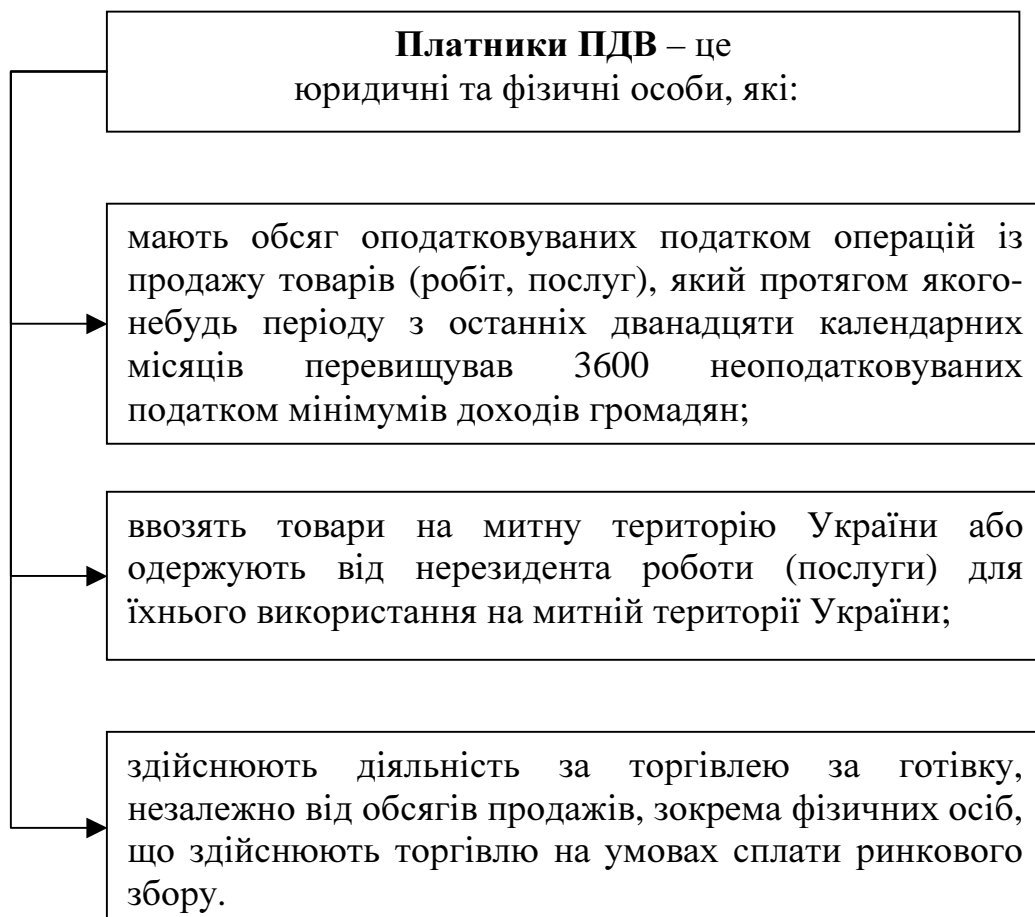 Платники ПДВ – це
юридичні та фізичні особи, які:
мають обсяг оподатковуваних податком операцій із
продажу товарів (робіт, послуг), який протягом якого-
небудь періоду з останніх дванадцяти календарних
місяців перевищував 3600 неоподатковуваних
податком мінімумів доходів громадян;
ввозять товари на митну територію України або
одержують від нерезидента роботи (послуги) для
їхнього використання на митній території України;
здійснюють діяльність за торгівлею за готівку,
незалежно від обсягів продажів, зокрема фізичних осіб,
що здійснюють торгівлю на умовах сплати ринкового
збору.